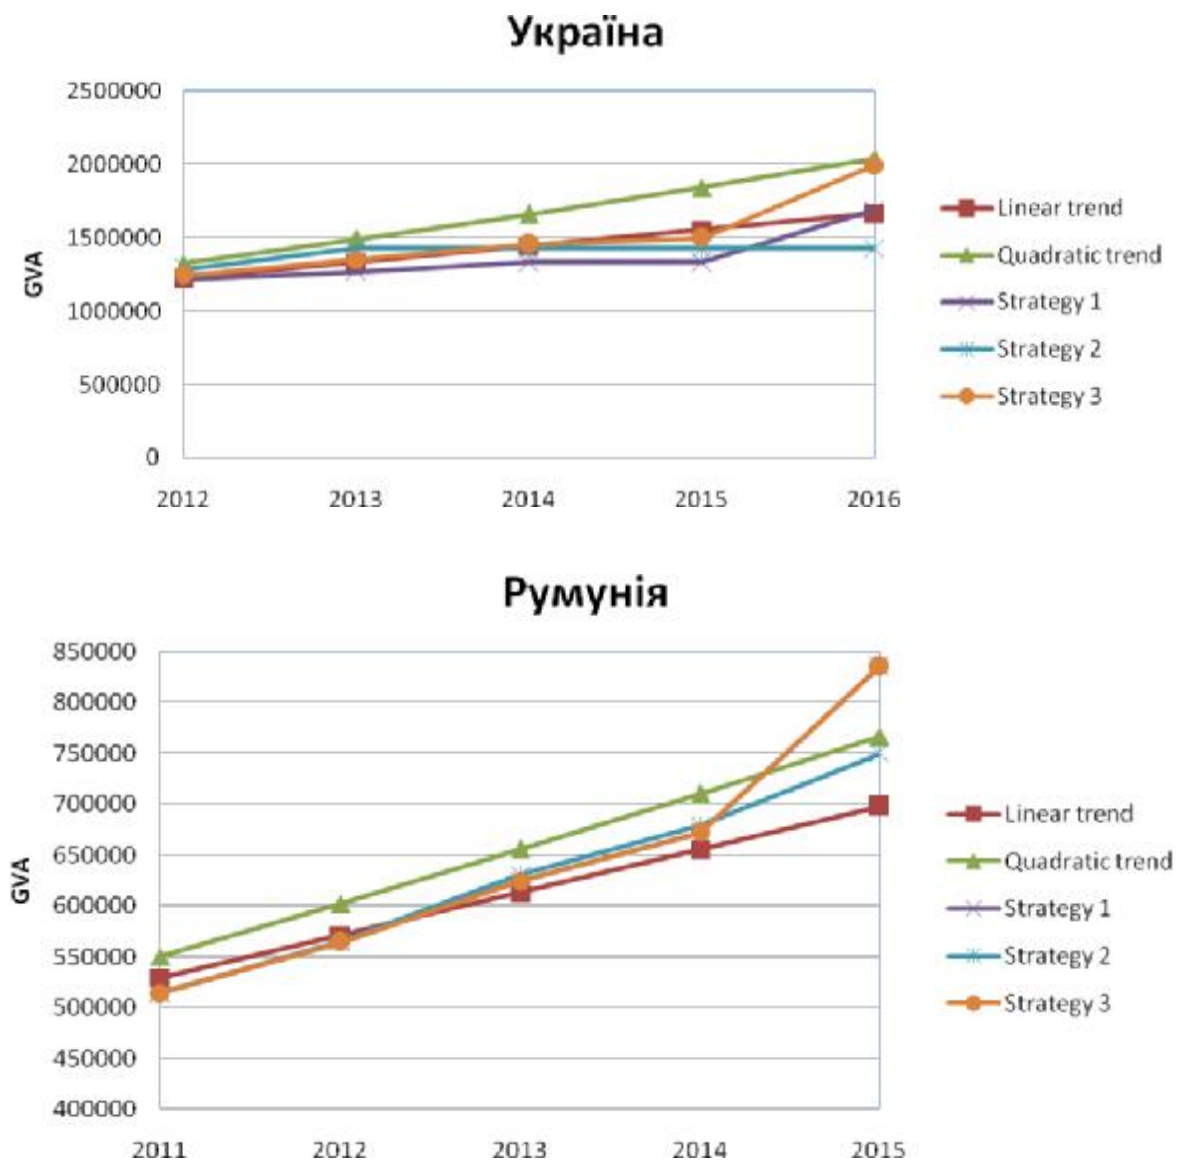 Україна
2500000
2000000
1500000
1000000
500000
0
GVA
2012 2013 2014 2015 2016
Linear trend
Quadratic trend
Strategy 1
Strategy 2
Strategy 3
Румунія
850000
800000
750000
700000
650000
600000
550000
500000
450000
400000
GVA
2011 2012 2013 2014 2015
Linear trend
Quadratic trend
Strategy 1
Strategy 2
Strategy 3